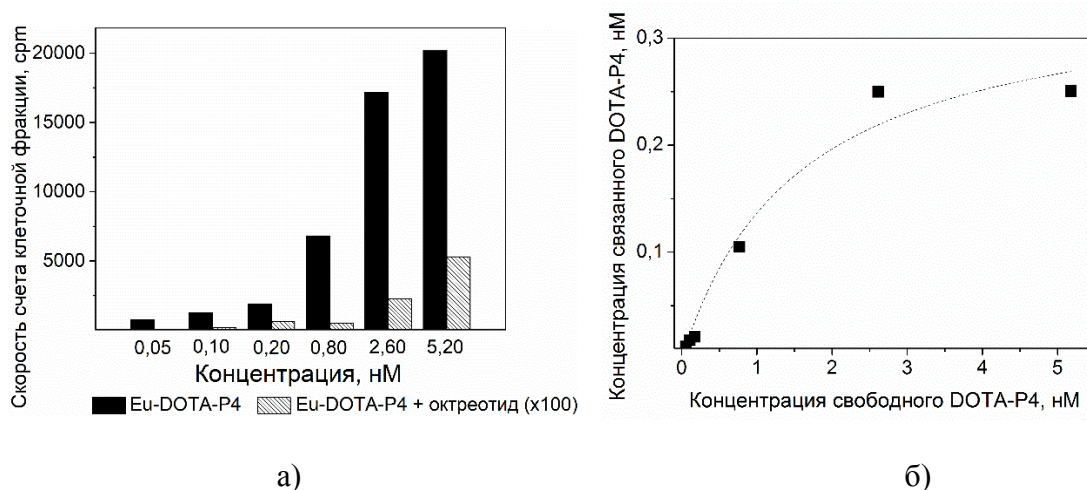 Скорость счета клеточной фракции, cpm
20000
15000
10000
5000
0,05 0,10 0,20 0,80 2,60 5,20
Концентрация, нМ
Eu-DOTA-P4 Eu-DOTA-P4 + октреотид (x100)
а)
Концентрация связанного DOTA-P4, нМ
0,3
0,2
0,1
0 1 2 3 4 5
Концентрация свободного DOTA-P4, нМ
б)